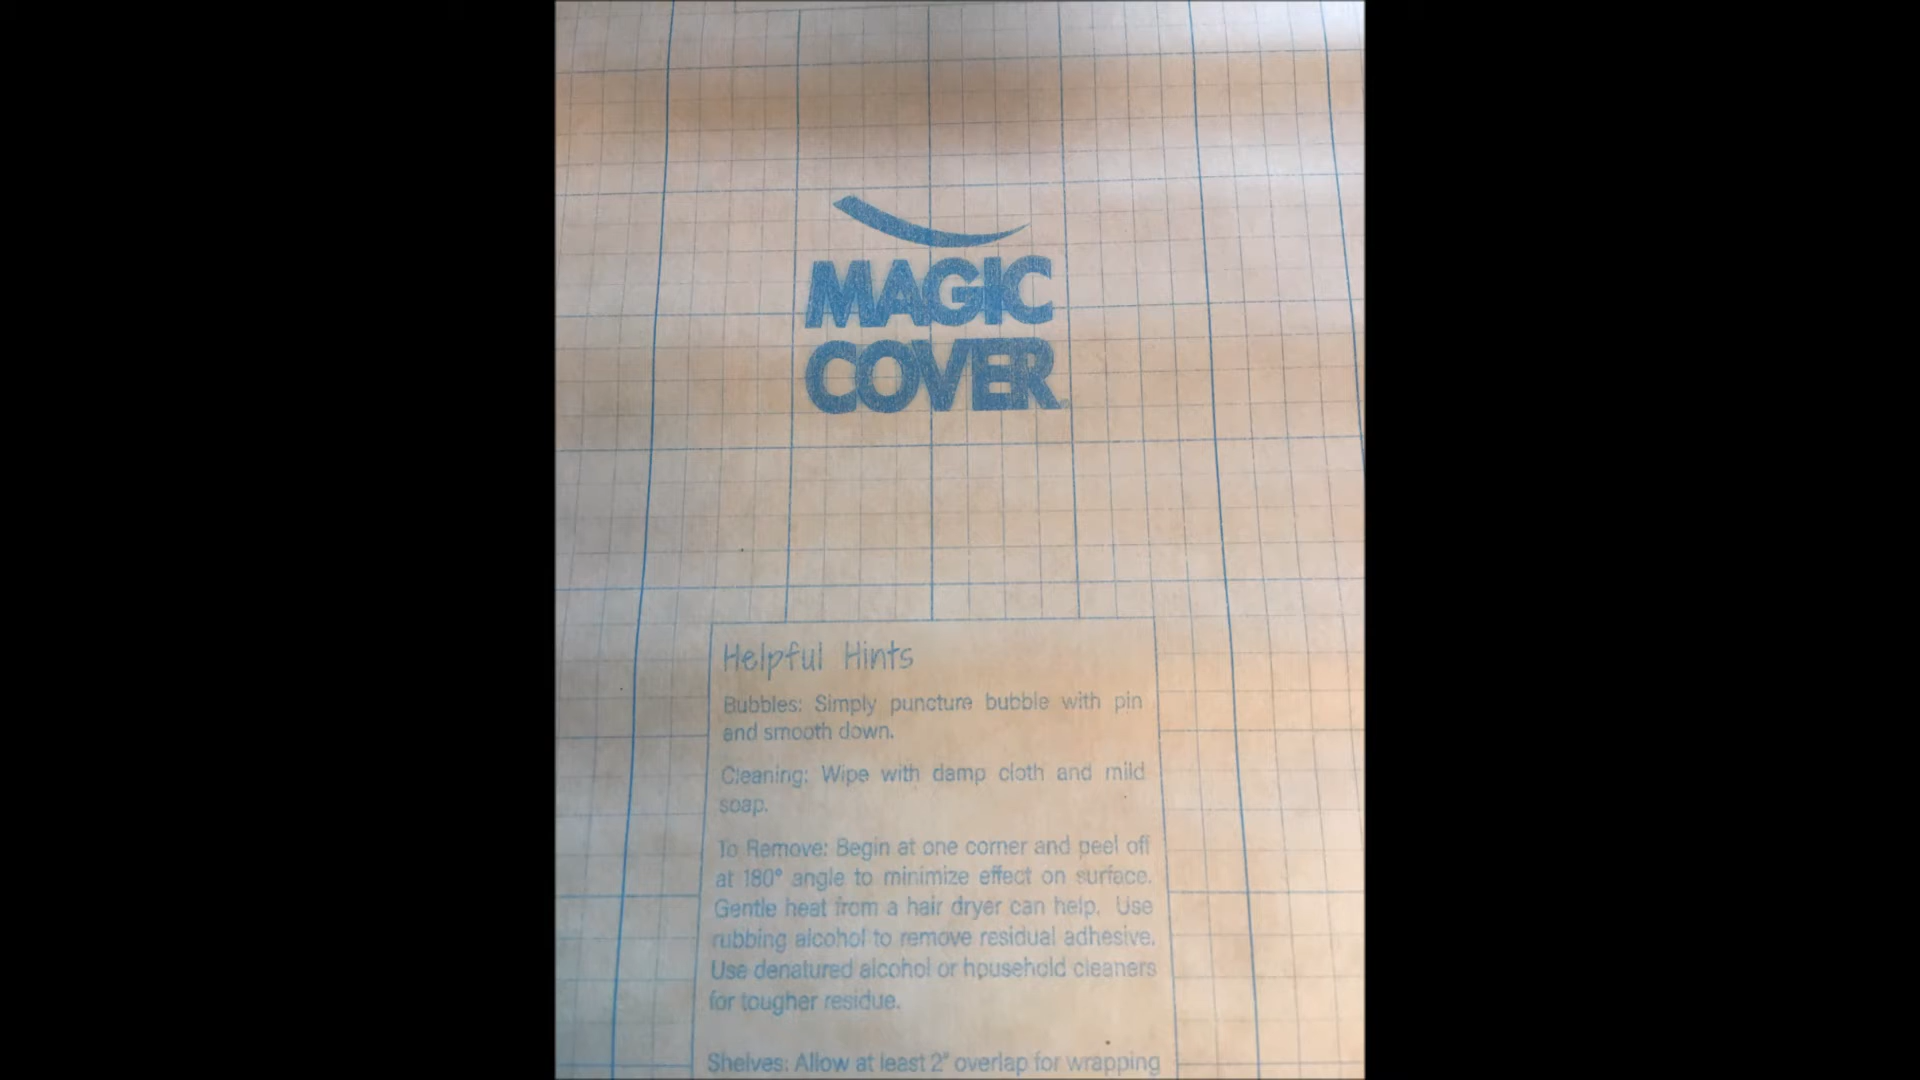 MAGIC
COVER®
Helpful Hints
Bubbles: Simply puncture bubble with pin
and smooth down.
Cleaning: Wipe with damp cloth and mild
soap.
To Remove: Begin at one corner and peel off
at 180° angle to minimize effect on surface.
Gentle heat from a hair dryer can help. Use
rubbing alcohol to remove residual adhesive.
Use denatured alcohol or household cleaners
for tougher residue.
Shelves: Allow at least 2" overlap for wrapping